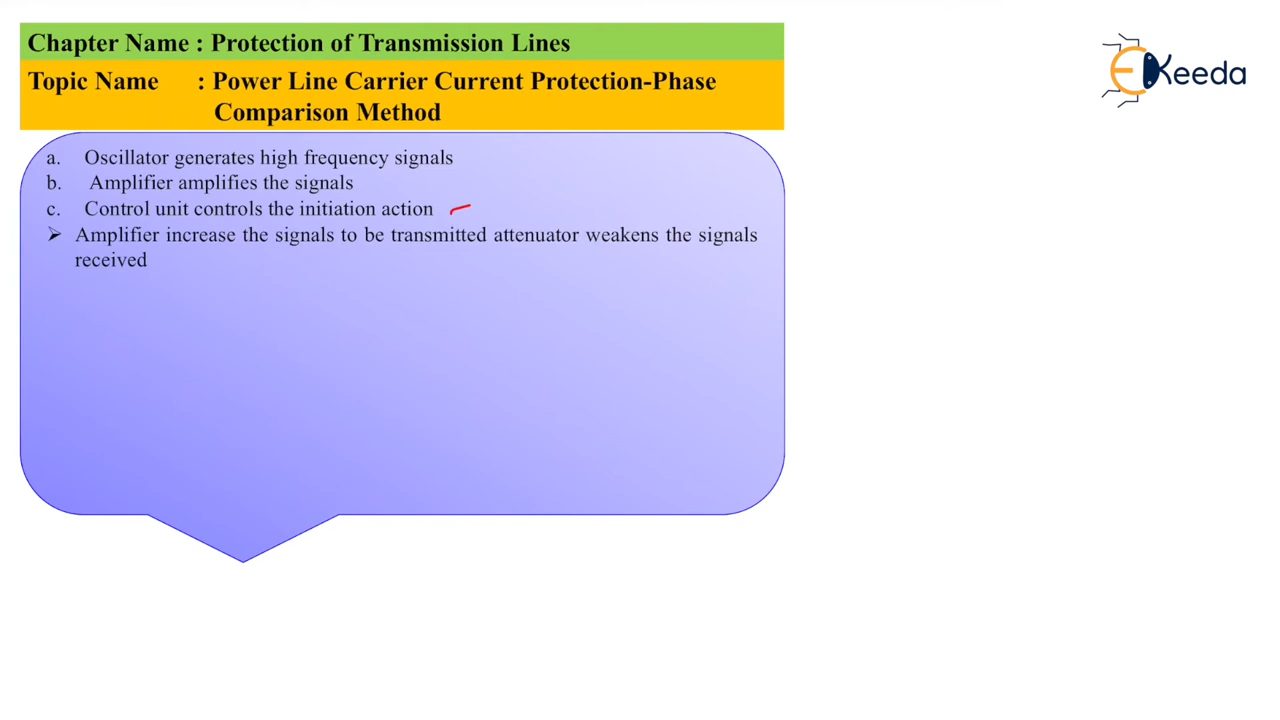 Chapter Name : Protection of Transmission Lines
Topic Name : Power Line Carrier Current Protection-Phase
Comparison Method
EKeeda
a. Oscillator generates high frequency signals
b. Amplifier amplifies the signals
c. Control unit controls the initiation action
➤ Amplifier increase the signals to be transmitted attenuator weakens the signals
received